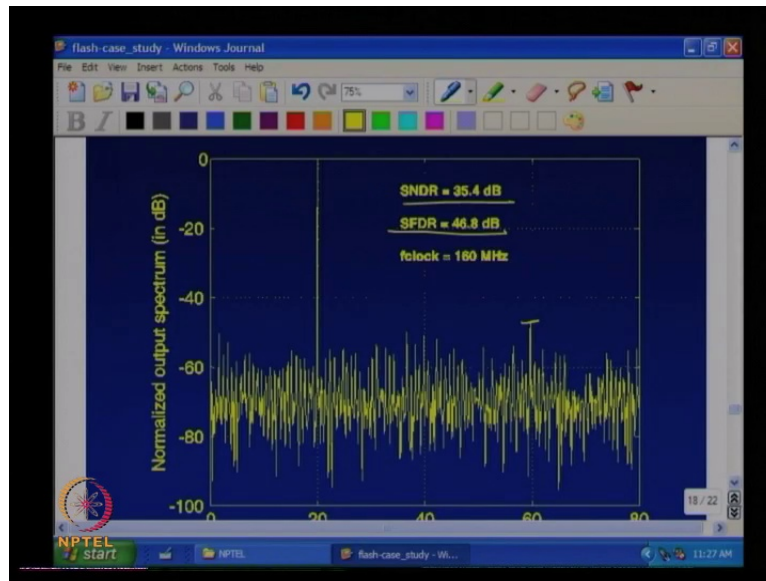 flash-case_study - Windows Journal
File Edit View Insert Actions Tools Help
75%
B I
Normalized output spectrum (in dB)
0
-20
-40
-60
-80
-100
SNDR = 35.4 dB
SFDR = 46.8 dB
fclock = 160 MHz
0 20 40 60 80
18 / 22
NPTEL
start
NPTEL
flash-case_study - Wi...
11:27 AM